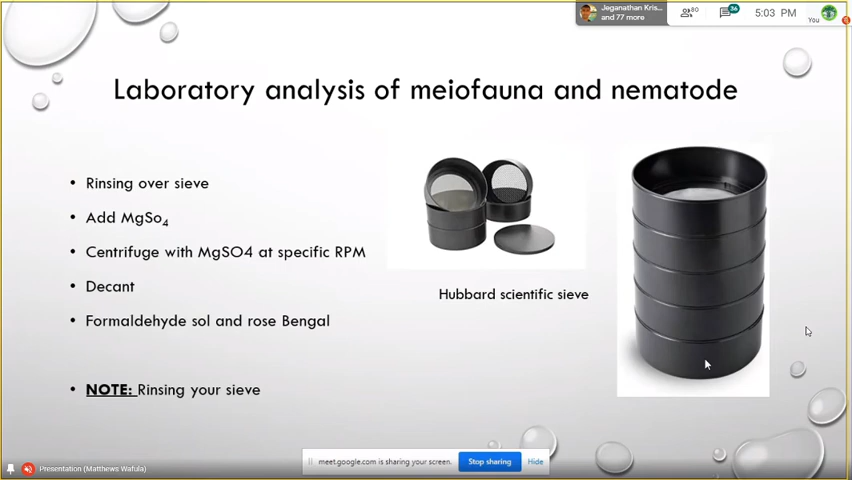 Jeganathan Kris...
and 77 more
80
36
5:03 PM
You
Laboratory analysis of meiofauna and nematode
• Rinsing over sieve
• Add MgSo₄
• Centrifuge with MgSO4 at specific RPM
• Decant
• Formaldehyde sol and rose Bengal
• NOTE: Rinsing your sieve
Hubbard scientific sieve
meet.google.com is sharing your screen.
Stop sharing
Hide
Presentation (Matthews Wafula)